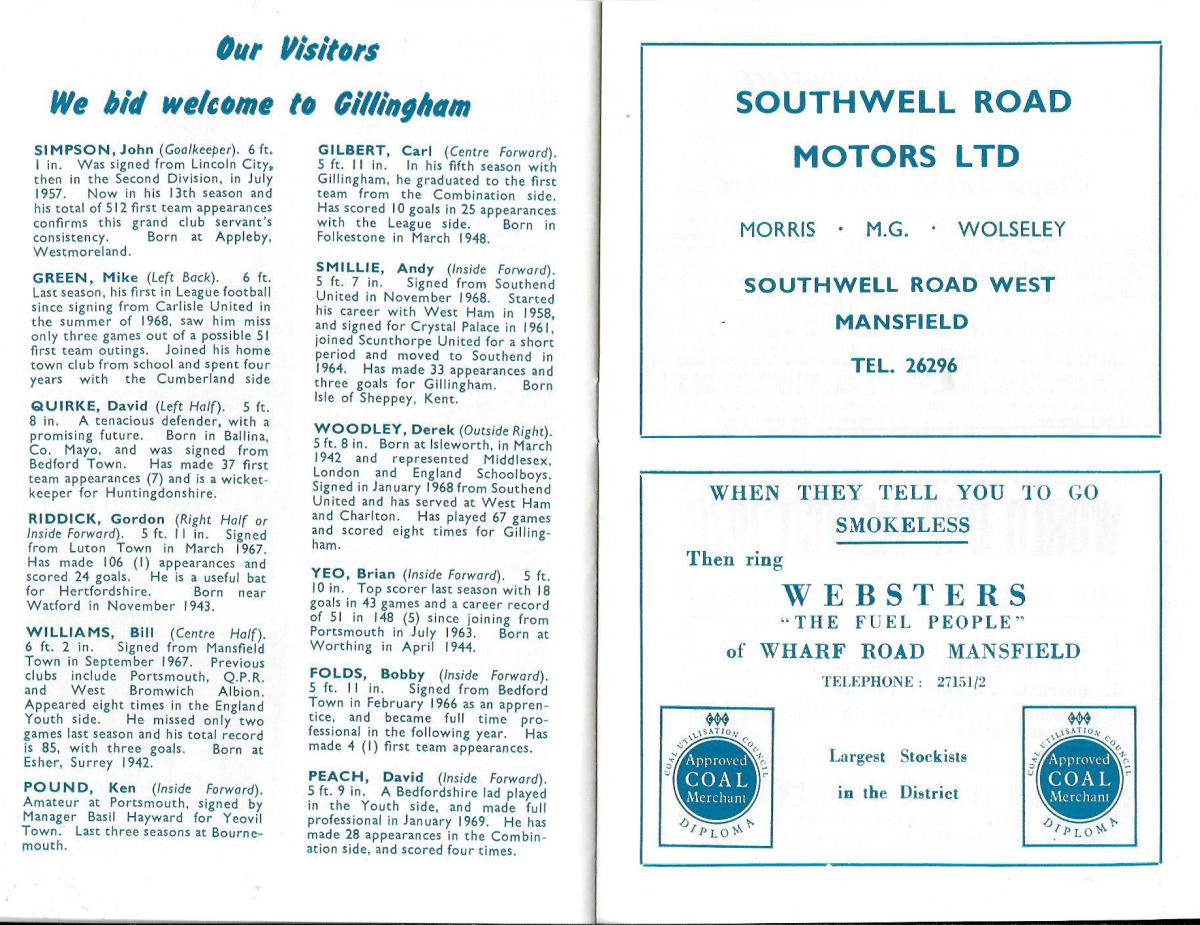 Our Visitors
We bid welcome to Gillingham
SIMPSON, John (Goalkeeper). 6 ft.
1 in. Was signed from Lincoln City,
then in the Second Division, in July
1957. Now in his 13th season and
his total of 512 first team appearances
confirms this grand club servant's
consistency. Born at Appleby,
Westmoreland.
GREEN, Mike (Left Back). 6 ft.
Last season, his first in League football
since signing from Carlisle United in
the summer of 1968, saw him miss
only three games out of a possible 51
first team outings. Joined his home
town club from school and spent four
years with the Cumberland side
QUIRKE, David (Left Half). 5 ft.
8 in. A tenacious defender, with a
promising future. Born in Ballina,
Co. Mayo, and was signed from
Bedford Town. Has made 37 first
team appearances (7) and is a wicket-
keeper for Huntingdonshire.
RIDDICK, Gordon (Right Half or
Inside Forward). 5 ft. 11 in. Signed
from Luton Town in March 1967.
Has made 106 (1) appearances and
scored 24 goals. He is a useful bat
for Hertfordshire. Born near
Watford in November 1943.
WILLIAMS, Bill (Centre Half).
6 ft. 2 in. Signed from Mansfield
Town in September 1967. Previous
clubs include Portsmouth, Q.P.R.
and West Bromwich Albion.
Appeared eight times in the England
Youth side. He missed only two
games last season and his total record
is 85, with three goals. Born at
Esher, Surrey 1942.
POUND, Ken (Inside Forward).
Amateur at Portsmouth, signed by
Manager Basil Hayward for Yeovil
Town. Last three seasons at Bourne-
mouth.
GILBERT, Carl (Centre Forward).
5 ft. 11 in. In his fifth season with
Gillingham, he graduated to the first
team from the Combination side.
Has scored 10 goals in 25 appearances
with the League side. Born in
Folkestone in March 1948.
SMILLIE, Andy (Inside Forward).
5 ft. 7 in. Signed from Southend
United in November 1968. Started
his career with West Ham in 1958,
and signed for Crystal Palace in 1961,
joined Scunthorpe United for a short
period and moved to Southend in
1964. Has made 33 appearances and
three goals for Gillingham. Born
Isle of Sheppey, Kent.
WOODLEY, Derek (Outside Right).
5 ft. 8 in. Born at Isleworth, in March
1942 and represented Middlesex,
London and England Schoolboys.
Signed in January 1968 from Southend
United and has served at West Ham
and Charlton. Has played 67 games
and scored eight times for Gilling-
ham.
YEO, Brian (Inside Forward). 5 ft.
10 in. Top scorer last season with 18
goals in 43 games and a career record
of 51 in 148 (5) since joining from
Portsmouth in July 1963. Born at
Worthing in April 1944.
FOLDS, Bobby (Inside Forward).
5 ft. 11 in. Signed from Bedford
Town in February 1966 as an appren-
tice, and became full time pro-
fessional in the following year. Has
made 4 (1) first team appearances.
PEACH, David (Inside Forward).
5 ft. 9 in. A Bedfordshire lad played
in the Youth side, and made full
professional in January 1969. He has
made 28 appearances in the Combin-
ation side, and scored four times.
SOUTHWELL ROAD
MOTORS LTD
MORRIS · M.G. · WOLSELEY
SOUTHWELL ROAD WEST
MANSFIELD
TEL. 26296
WHEN THEY TELL YOU TO GO
SMOKELESS
Then ring
WEBSTERS
"THE FUEL PEOPLE"
of WHARF ROAD MANSFIELD
TELEPHONE : 27151/2
COAL UTILISATION COUNCIL
Approved
COAL
Merchant
DIPLOMA
Largest Stockists
in the District
COAL UTILISATION COUNCIL
Approved
COAL
Merchant
DIPLOMA